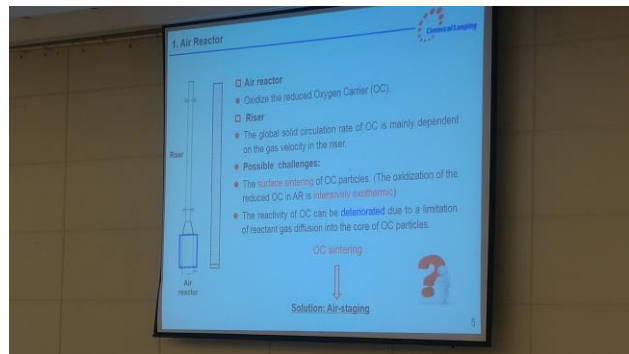 1. Air Reactor
Chemical Looping
Air reactor
Oxidize the reduced Oxygen Carrier (OC).
Riser
The global solid circulation rate of OC is mainly dependent
on the gas velocity in the riser.
Possible challenges:
The surface sintering of OC particles. (The oxidization of the
reduced OC in AR is intensively exothermic)
The reactivity of OC can be deteriorated due to a limitation
of reactant gas diffusion into the core of OC particles.
OC sintering
Solution: Air-staging
Riser
Air
reactor
5